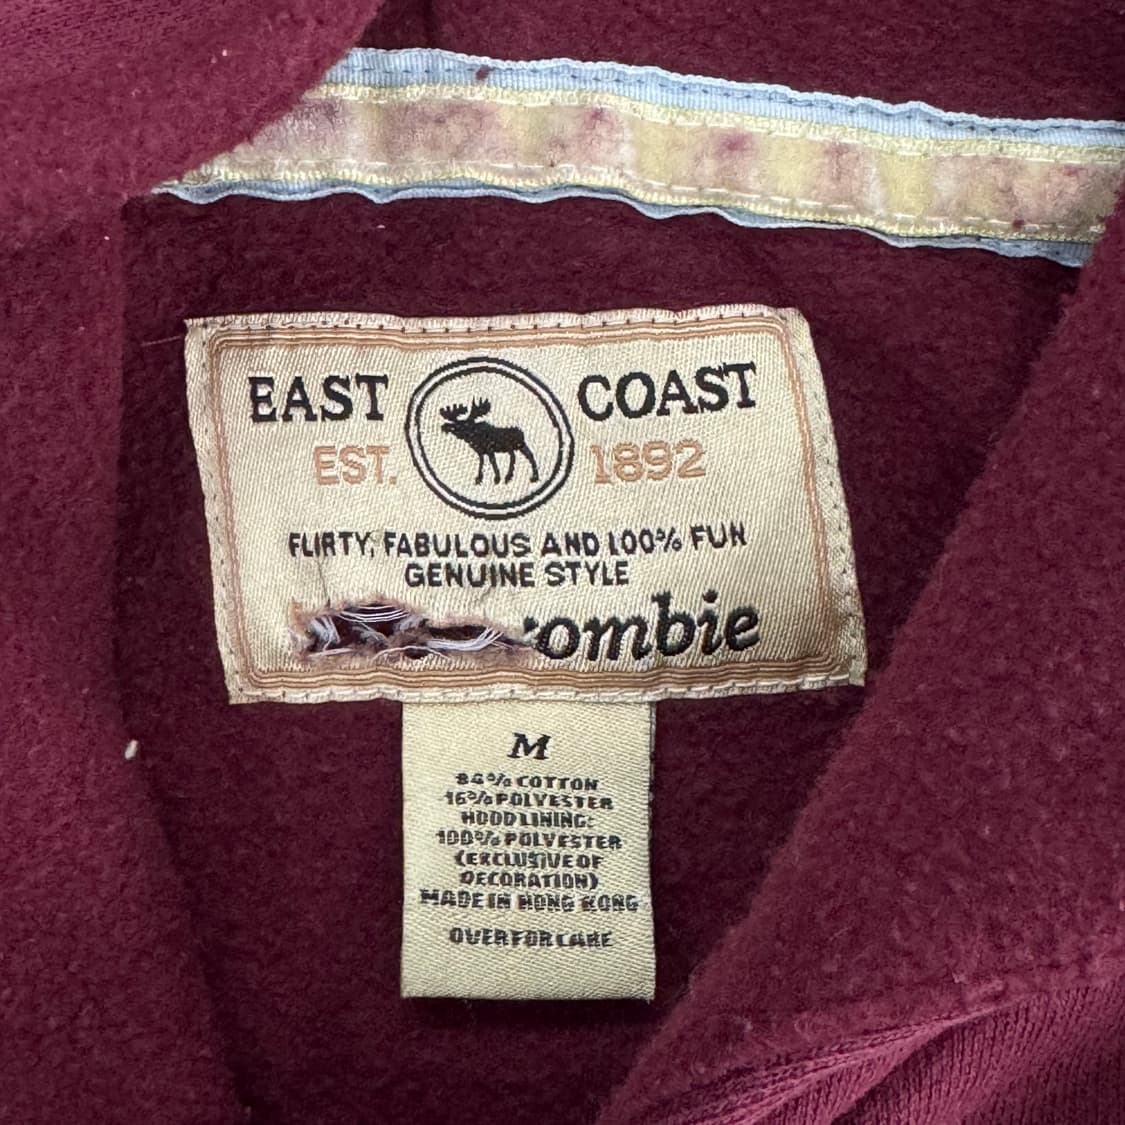 EAST COAST
EST. 1892
FLIRTY, FABULOUS AND 100% FUN
GENUINE STYLE
ombie
M
84% COTTON
16% POLYESTER
HOOD LINING:
100% POLYESTER
(EXCLUSIVE OF
DECORATION)
MADE IN HONG KONG
OVER FOR CARE